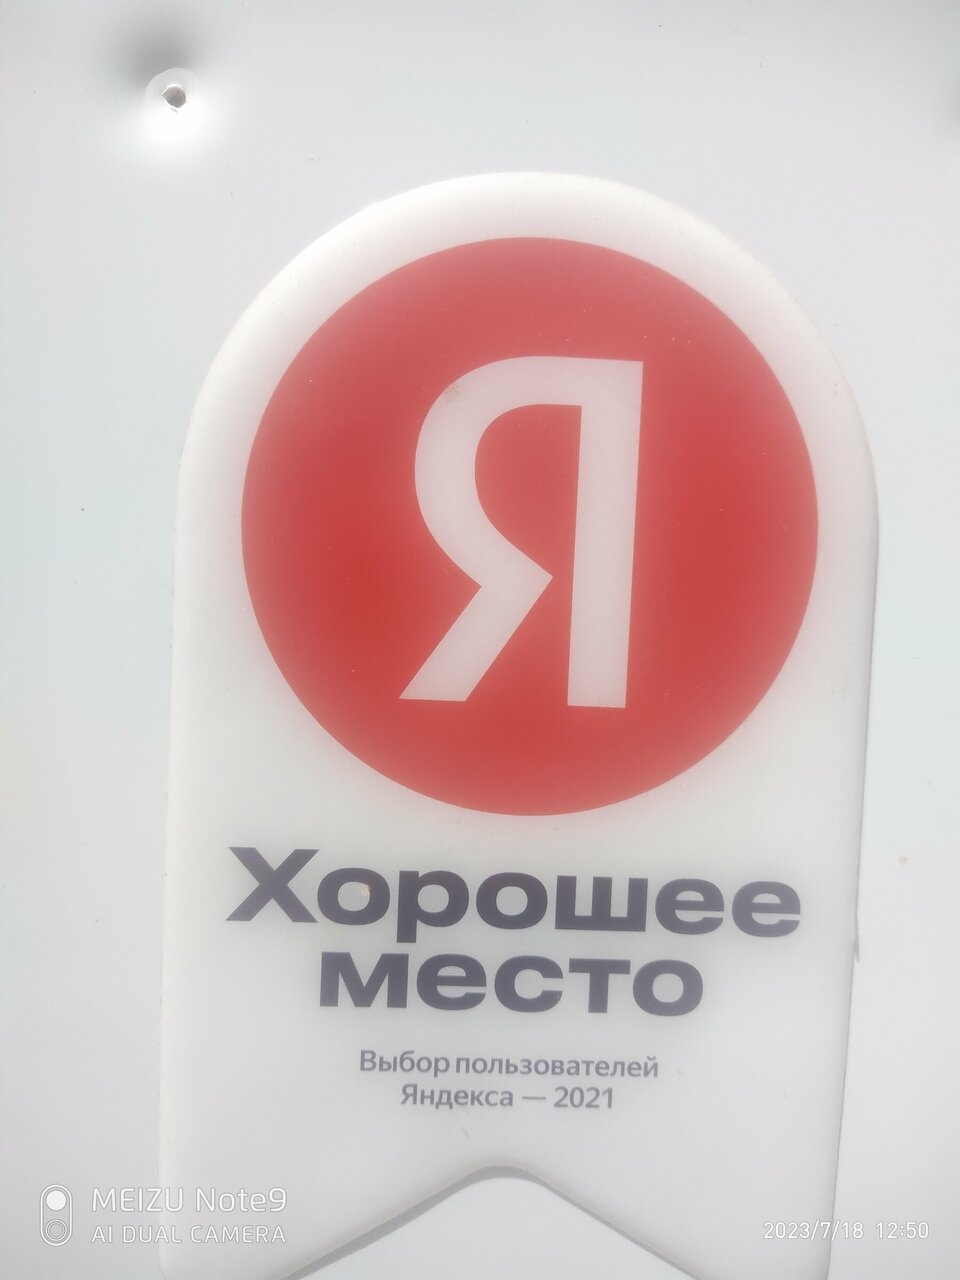 Я
Хорошее
место
Выбор пользователей
Яндекса — 2021
MEIZU Note9
AI DUAL CAMERA
2023/7/18 12:50